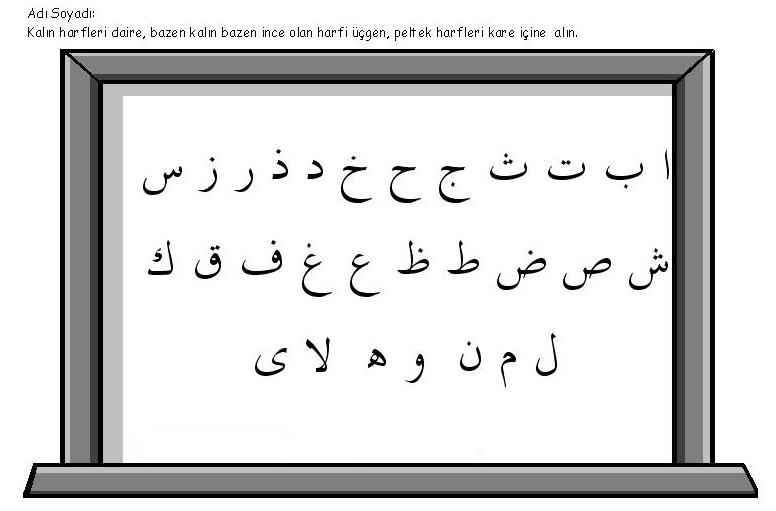 Adı Soyadı:
Kalın harfleri daire, bazen kalın bazen ince olan harfi üçgen, peltek harfleri kare içine alın.
ا ب ت ث ج ح خ د ذ ر ز س
ش ص ض ط ظ ع غ ف ق ك
ل م ن و ه لا ى